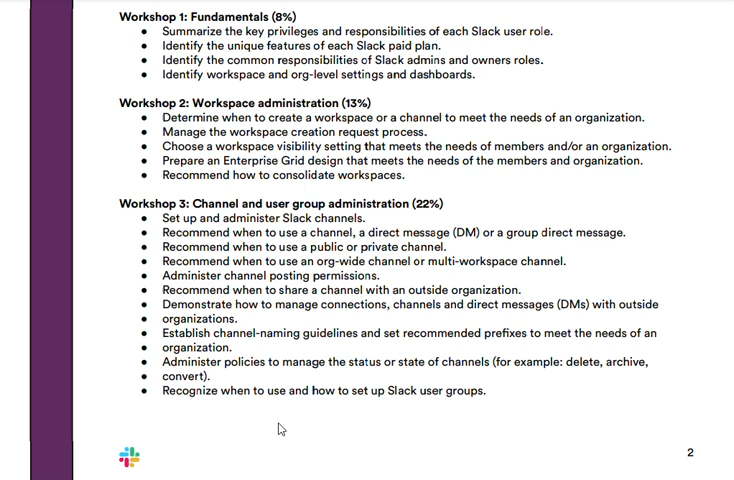 Workshop 1: Fundamentals (8%)
● Summarize the key privileges and responsibilities of each Slack user role.
● Identify the unique features of each Slack paid plan.
● Identify the common responsibilities of Slack admins and owners roles.
● Identify workspace and org-level settings and dashboards.
Workshop 2: Workspace administration (13%)
● Determine when to create a workspace or a channel to meet the needs of an organization.
● Manage the workspace creation request process.
● Choose a workspace visibility setting that meets the needs of members and/or an organization.
● Prepare an Enterprise Grid design that meets the needs of the members and organization.
● Recommend how to consolidate workspaces.
Workshop 3: Channel and user group administration (22%)
● Set up and administer Slack channels.
● Recommend when to use a channel, a direct message (DM) or a group direct message.
● Recommend when to use a public or private channel.
● Recommend when to use an org-wide channel or multi-workspace channel.
● Administer channel posting permissions.
● Recommend when to share a channel with an outside organization.
● Demonstrate how to manage connections, channels and direct messages (DMs) with outside
● organizations.
● Establish channel-naming guidelines and set recommended prefixes to meet the needs of an
● organization.
● Administer policies to manage the status or state of channels (for example: delete, archive,
● convert).
● Recognize when to use and how to set up Slack user groups.
2